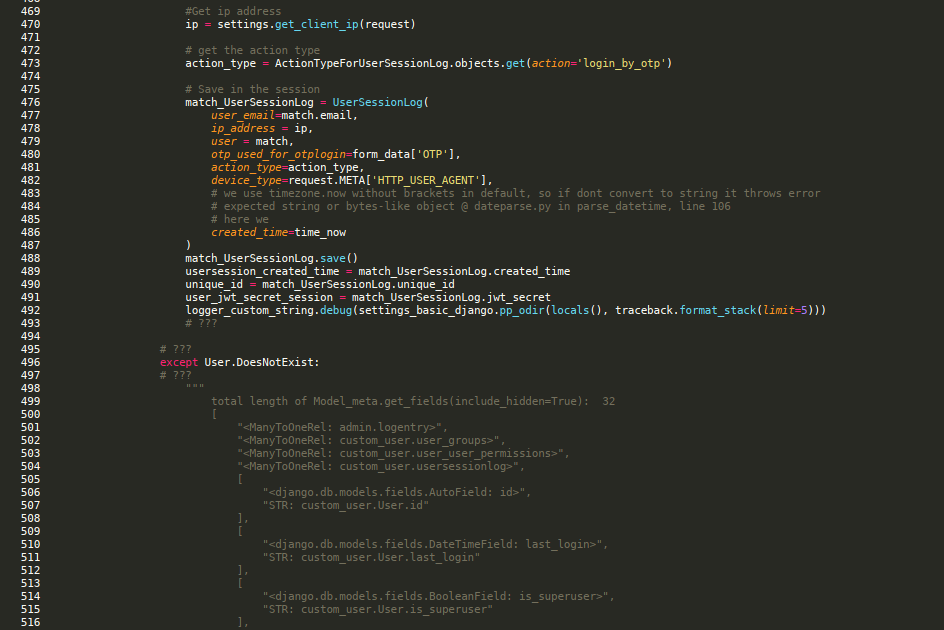 469 #Get ip address
470 ip = settings.get_client_ip(request)
471
472 # get the action type
473 action_type = ActionTypeForUserSessionLog.objects.get(action='login_by_otp')
474
475 # Save in the session
476 match_UserSessionLog = UserSessionLog(
477 user_email=match.email,
478 ip_address = ip,
479 user = match,
480 otp_used_for_otplogin=form_data['OTP'],
481 action_type=action_type,
482 device_type=request.META['HTTP_USER_AGENT'],
483 # we use timezone.now without brackets in default, so if dont convert to string it throws error
484 # expected string or bytes-like object @ dateparse.py in parse_datetime, line 106
485 # here we
486 created_time=time_now
487 )
488 match_UserSessionLog.save()
489 usersession_created_time = match_UserSessionLog.created_time
490 unique_id = match_UserSessionLog.unique_id
491 user_jwt_secret_session = match_UserSessionLog.jwt_secret
492 logger_custom_string.debug(settings_basic_django.pp_odir(locals(), traceback.format_stack(limit=5)))
493 # ???
494
495 # ???
496 except User.DoesNotExist:
497 # ???
498 """
499 total length of Model_meta.get_fields(include_hidden=True):  32
500 [
501 "<ManyToOneRel: admin.logentry>",
502 "<ManyToOneRel: custom_user.user_groups>",
503 "<ManyToOneRel: custom_user.user_user_permissions>",
504 "<ManyToOneRel: custom_user.usersessionlog>",
505 [
506 "<django.db.models.fields.AutoField: id>",
507 "STR: custom_user.User.id"
508 ],
509 [
510 "<django.db.models.fields.DateTimeField: last_login>",
511 "STR: custom_user.User.last_login"
512 ],
513 [
514 "<django.db.models.fields.BooleanField: is_superuser>",
515 "STR: custom_user.User.is_superuser"
516 ],